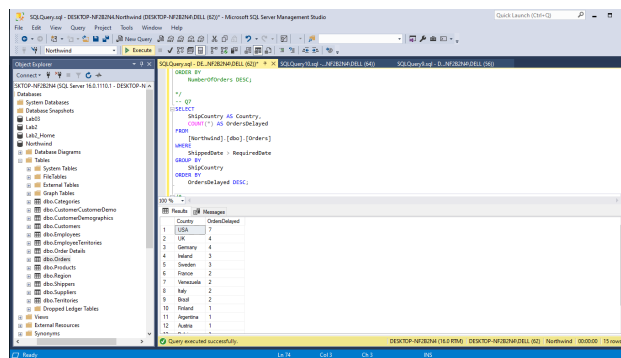 SQLQuery.sql - DESKTOP-NF2B2N4.Northwind (DESKTOP-NF2B2N4\DELL (62))* - Microsoft SQL Server Management Studio
Quick Launch (Ctrl+Q)
File Edit View Query Project Tools Window Help
New Query
Northwind
Execute
Object Explorer
Connect
SKTOP-NF2B2N4 (SQL Server 16.0.1110.1 - DESKTOP-N
Databases
System Databases
Database Snapshots
Lab03
Lab2
Lab2_Home
Northwind
Database Diagrams
Tables
System Tables
FileTables
External Tables
Graph Tables
dbo.Categories
dbo.CustomerCustomerDemo
dbo.CustomerDemographics
dbo.Customers
dbo.Employees
dbo.EmployeeTerritories
dbo.Order Details
dbo.Orders
dbo.Products
dbo.Region
dbo.Shippers
dbo.Suppliers
dbo.Territories
Dropped Ledger Tables
Views
External Resources
Synonyms
SQLQuery.sql - DE...NF2B2N4\DELL (62))*
SQLQuery10.sql -...NF2B2N4\DELL (64))
SQLQuery9.sql - D...NF2B2N4\DELL (56))
ORDER BY
NumberOfOrders DESC;
*/
-- Q7
SELECT
ShipCountry AS Country,
COUNT(*) AS OrdersDelayed
FROM
[Northwind].[dbo].[Orders]
WHERE
ShippedDate > RequiredDate
GROUP BY
ShipCountry
ORDER BY
OrdersDelayed DESC;
100 %
Results Messages
Country OrdersDelayed
1 USA 7
2 UK 4
3 Germany 4
4 Ireland 3
5 Sweden 3
6 France 2
7 Venezuela 2
8 Italy 2
9 Brazil 2
10 Finland 1
11 Argentina 1
12 Austria 1
Query executed successfully.
DESKTOP-NF2B2N4 (16.0 RTM) DESKTOP-NF2B2N4\DELL (62) Northwind 00:00:00 15 rows
Ready
Ln 74 Col 3 Ch 3 INS